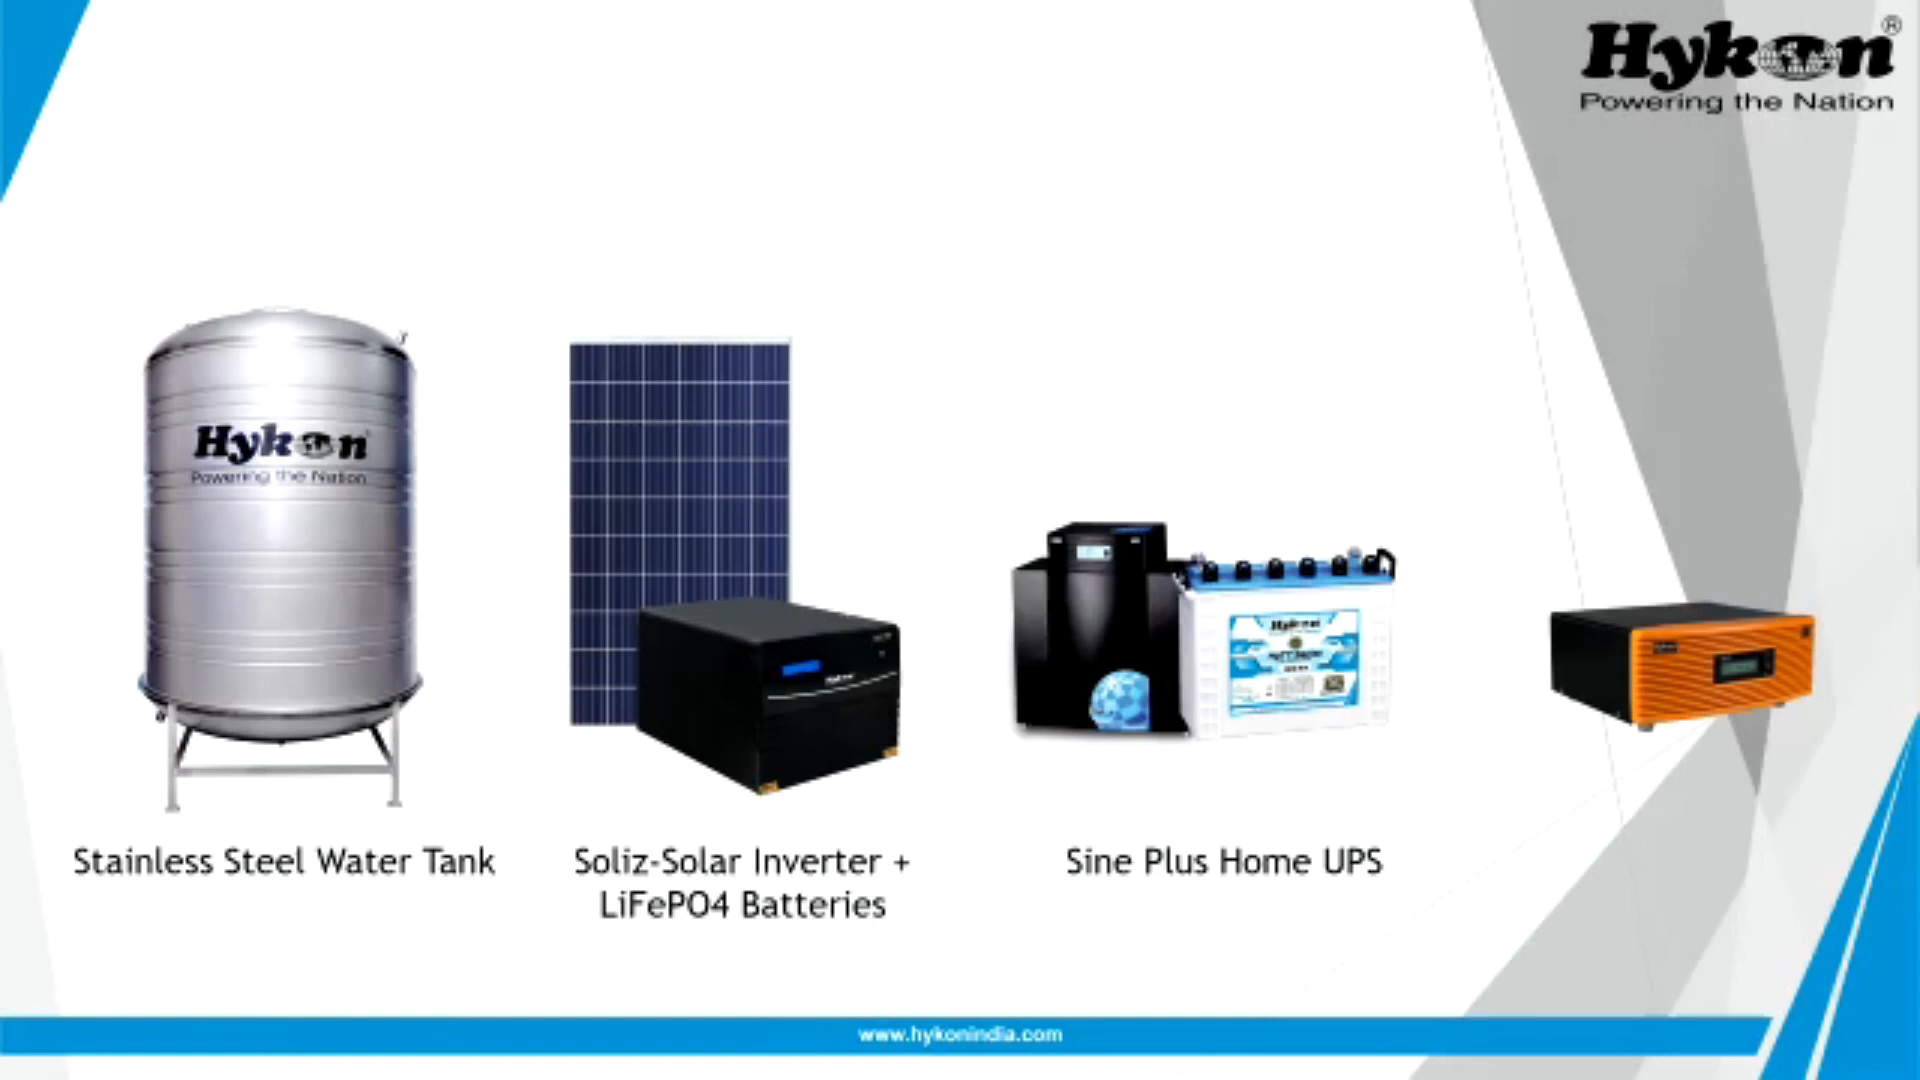 Hykon®
Powering the Nation
Hykon
Powering the Nation
Hykon
Stainless Steel Water Tank
Soliz-Solar Inverter +
LiFePO4 Batteries
Sine Plus Home UPS
www.hykonindia.com